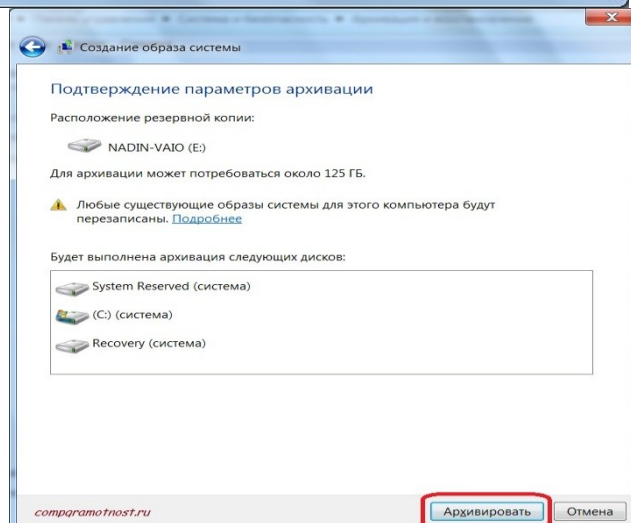 Создание образа системы
Подтверждение параметров архивации
Расположение резервной копии:
NADIN-VAIO (E:)
Для архивации может потребоваться около 125 ГБ.
Любые существующие образы системы для этого компьютера будут
перезаписаны. Подробнее
Будет выполнена архивация следующих дисков:
System Reserved (система)
(C:) (система)
Recovery (система)
compgramotnost.ru
Архивировать
Отмена